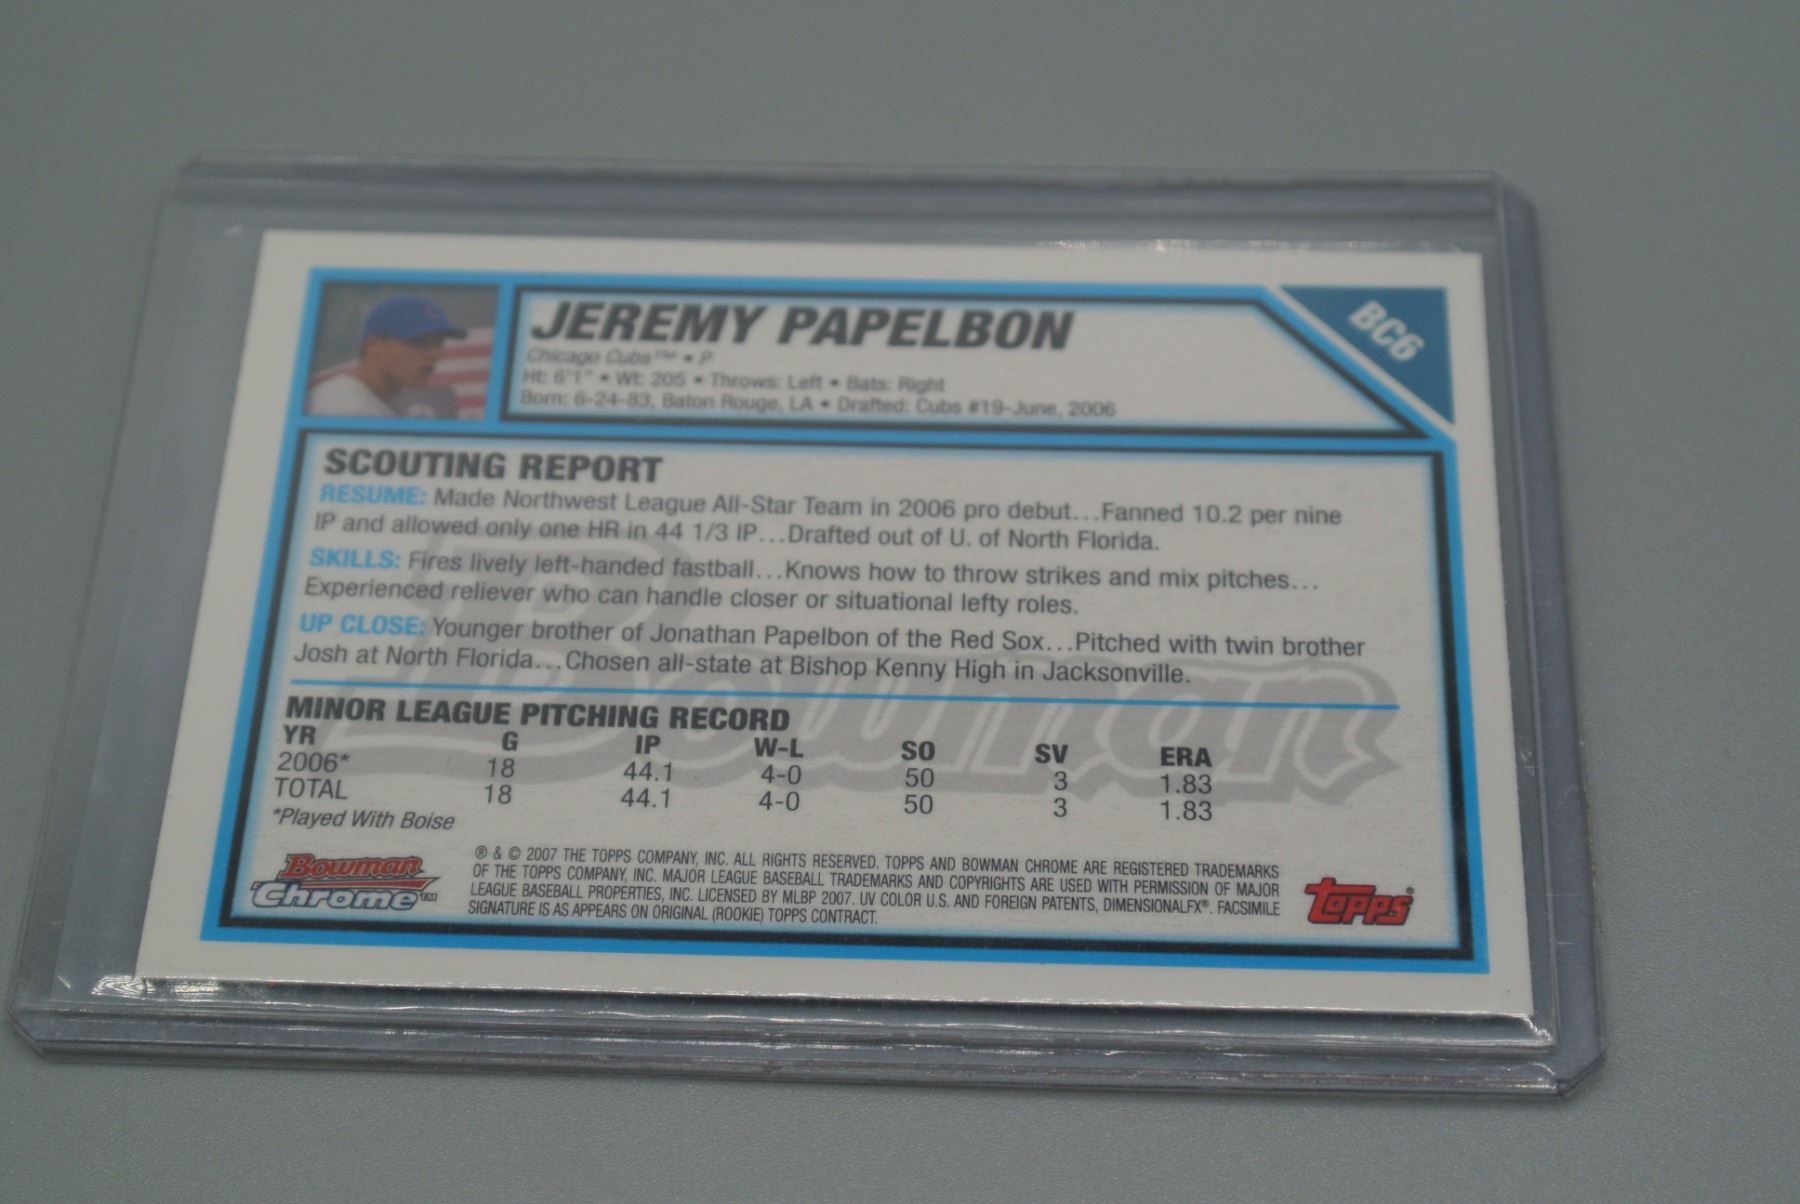 JEREMY PAPELBON
BC6
Chicago Cubs™ • P
Ht: 6'1" • Wt: 205 • Throws: Left • Bats: Right
Born: 6-24-83, Baton Rouge, LA • Drafted: Cubs #19-June, 2006
SCOUTING REPORT
RESUME: Made Northwest League All-Star Team in 2006 pro debut...Fanned 10.2 per nine
IP and allowed only one HR in 44 1/3 IP...Drafted out of U. of North Florida.
SKILLS: Fires lively left-handed fastball...Knows how to throw strikes and mix pitches...
Experienced reliever who can handle closer or situational lefty roles.
UP CLOSE: Younger brother of Jonathan Papelbon of the Red Sox...Pitched with twin brother
Josh at North Florida...Chosen all-state at Bishop Kenny High in Jacksonville.
Bowman
MINOR LEAGUE PITCHING RECORD
YR G IP W-L SO SV ERA
2006* 18 44.1 4-0 50 3 1.83
TOTAL 18 44.1 4-0 50 3 1.83
*Played With Boise
Bowman
Chrome™
® & © 2007 THE TOPPS COMPANY, INC. ALL RIGHTS RESERVED. TOPPS AND BOWMAN CHROME ARE REGISTERED TRADEMARKS
OF THE TOPPS COMPANY, INC. MAJOR LEAGUE BASEBALL TRADEMARKS AND COPYRIGHTS ARE USED WITH PERMISSION OF MAJOR
LEAGUE BASEBALL PROPERTIES, INC. LICENSED BY MLBP 2007. UV COLOR U.S. AND FOREIGN PATENTS, DIMENSIONALFX®. FACSIMILE
SIGNATURE IS AS APPEARS ON ORIGINAL (ROOKIE) TOPPS CONTRACT.
topps®